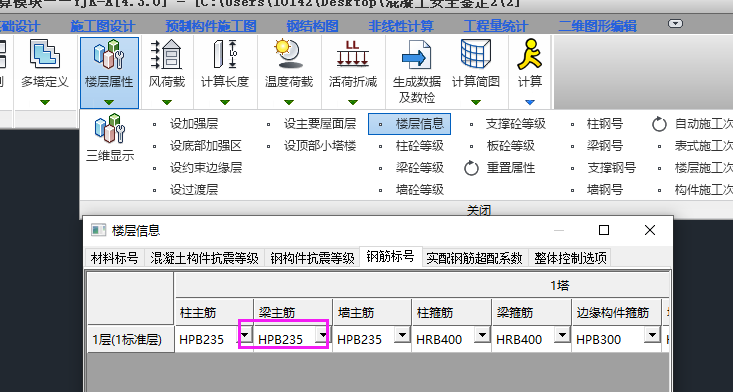 算模块——YJK-A[4.3.0] - [C:\Users\10142\Desktop\混凝土安全鉴定2\2]
基础设计 施工图设计 预制构件施工图 钢结构图 非线性计算 工程量统计 二维图形编辑
多塔定义 楼层属性 风荷载 计算长度 温度荷载 活荷折减 生成数据及数检 计算简图 计算
设加强层 设主要屋面层 楼层信息 支撑砼等级 柱钢号 自动施工次
设底部加强区 设顶部小塔楼 柱砼等级 板砼等级 梁钢号 表式施工次
三维显示 设约束边缘层 梁砼等级 重置属性 支撑钢号 楼层施工次
设过渡层 墙砼等级 墙钢号 构件施工次
关闭
楼层信息
材料标号 混凝土构件抗震等级 钢构件抗震等级 钢筋标号 实配钢筋超配系数 整体控制选项
1塔
柱主筋 梁主筋 墙主筋 柱箍筋 梁箍筋 边缘构件箍筋
1层(1标准层) HPB235 HPB235 HPB235 HRB400 HRB400 HPB300